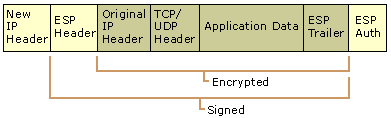 New IP Header
ESP Header
Original IP Header
TCP/ UDP Header
Application Data
ESP Trailer
ESP Auth
Encrypted
Signed